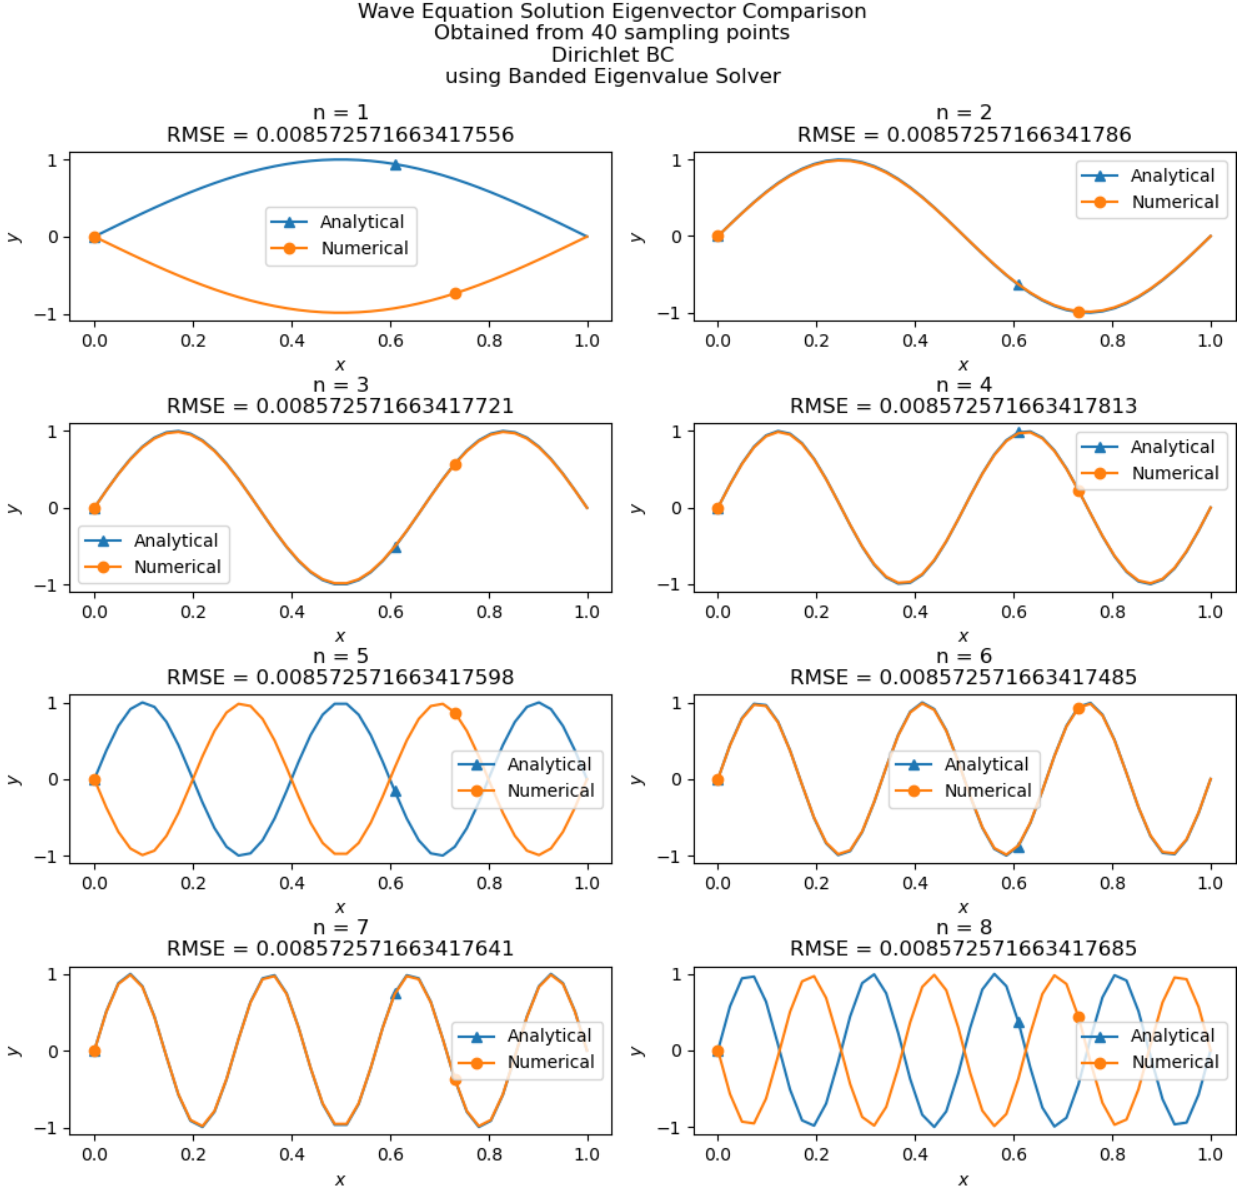 Wave Equation Solution Eigenvector Comparison
Obtained from 40 sampling points
Dirichlet BC
using Banded Eigenvalue Solver
n = 1
RMSE = 0.008572571663417556
1
0
−1
y
Analytical
Numerical
0.0 0.2 0.4 0.6 0.8 1.0
x
n = 2
RMSE = 0.00857257166341786
1
0
−1
y
Analytical
Numerical
0.0 0.2 0.4 0.6 0.8 1.0
x
n = 3
RMSE = 0.008572571663417721
1
0
−1
y
Analytical
Numerical
0.0 0.2 0.4 0.6 0.8 1.0
x
n = 4
RMSE = 0.008572571663417813
1
0
−1
y
Analytical
Numerical
0.0 0.2 0.4 0.6 0.8 1.0
x
n = 5
RMSE = 0.008572571663417598
1
0
−1
y
Analytical
Numerical
0.0 0.2 0.4 0.6 0.8 1.0
x
n = 6
RMSE = 0.008572571663417485
1
0
−1
y
Analytical
Numerical
0.0 0.2 0.4 0.6 0.8 1.0
x
n = 7
RMSE = 0.008572571663417641
1
0
−1
y
Analytical
Numerical
0.0 0.2 0.4 0.6 0.8 1.0
x
n = 8
RMSE = 0.008572571663417685
1
0
−1
y
Analytical
Numerical
0.0 0.2 0.4 0.6 0.8 1.0
x